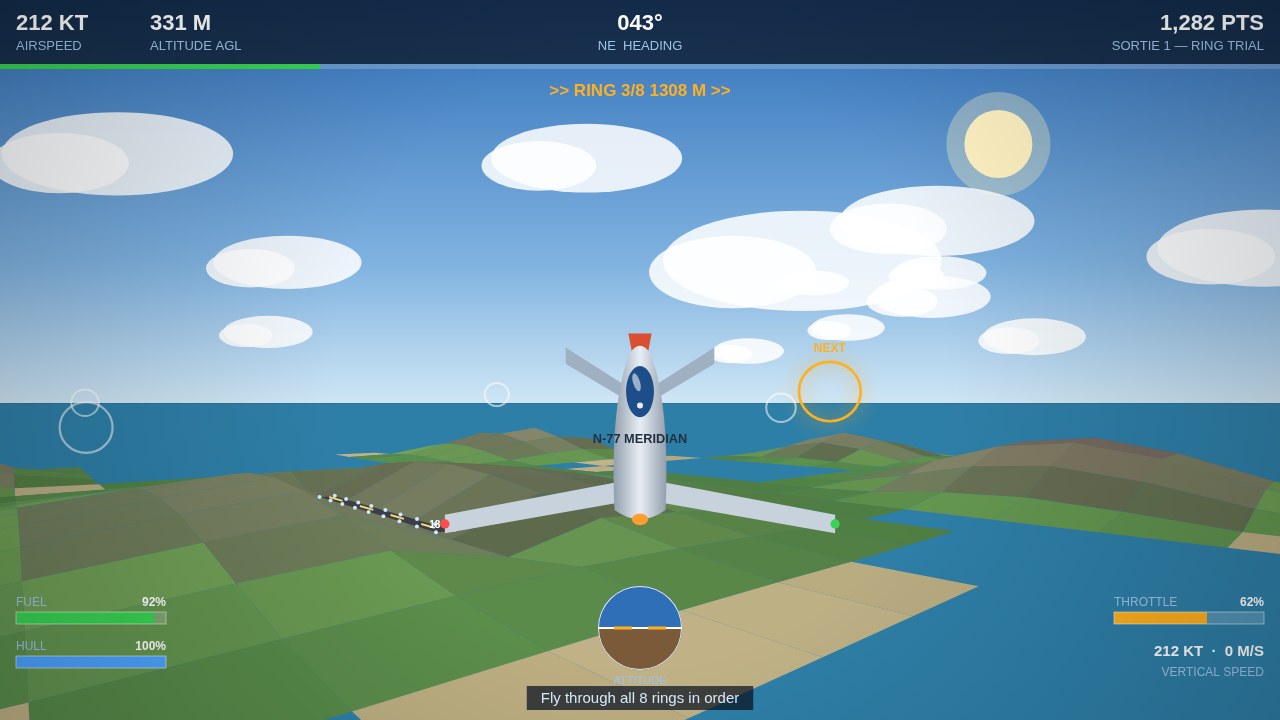 212 KT
AIRSPEED
331 M
ALTITUDE AGL
043°
NE HEADING
1,282 PTS
SORTIE 1 — RING TRIAL
>> RING 3/8 1308 M >>
NEXT
N-77 MERIDIAN
18
FUEL
92%
HULL
100%
THROTTLE
62%
212 KT · 0 M/S
VERTICAL SPEED
ATTITUDE
Fly through all 8 rings in order